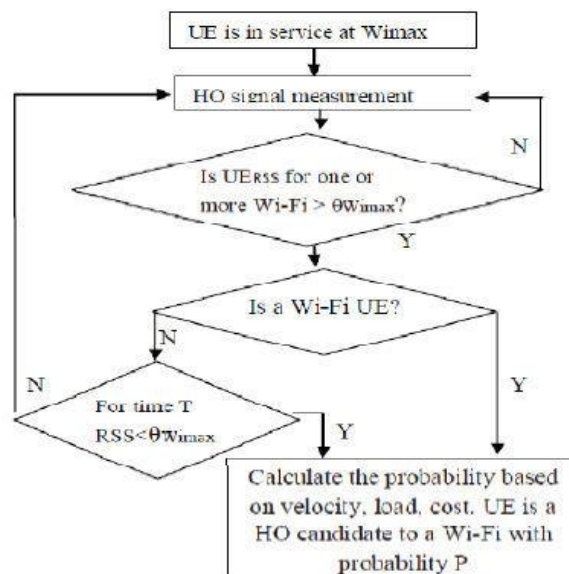 UE is in service at Wimax
HO signal measurement
N
Is UERSS for one or
more Wi-Fi > θWimax?
Y
Is a Wi-Fi UE?
N
N
Y
For time T
RSS<θWimax
Y
Calculate the probability based
on velocity, load, cost. UE is a
HO candidate to a Wi-Fi with
probability P